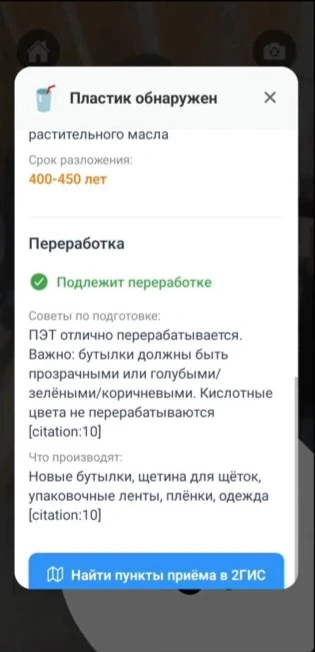 Пластик обнаружен
растительного масла
Срок разложения:
400-450 лет
Переработка
Подлежит переработке
Советы по подготовке:
ПЭТ отлично перерабатывается.
Важно: бутылки должны быть
прозрачными или голубыми/
зелёными/коричневыми. Кислотные
цвета не перерабатываются
[citation:10]
Что производят:
Новые бутылки, щетина для щёток,
упаковочные ленты, плёнки, одежда
[citation:10]
Найти пункты приёма в 2ГИС